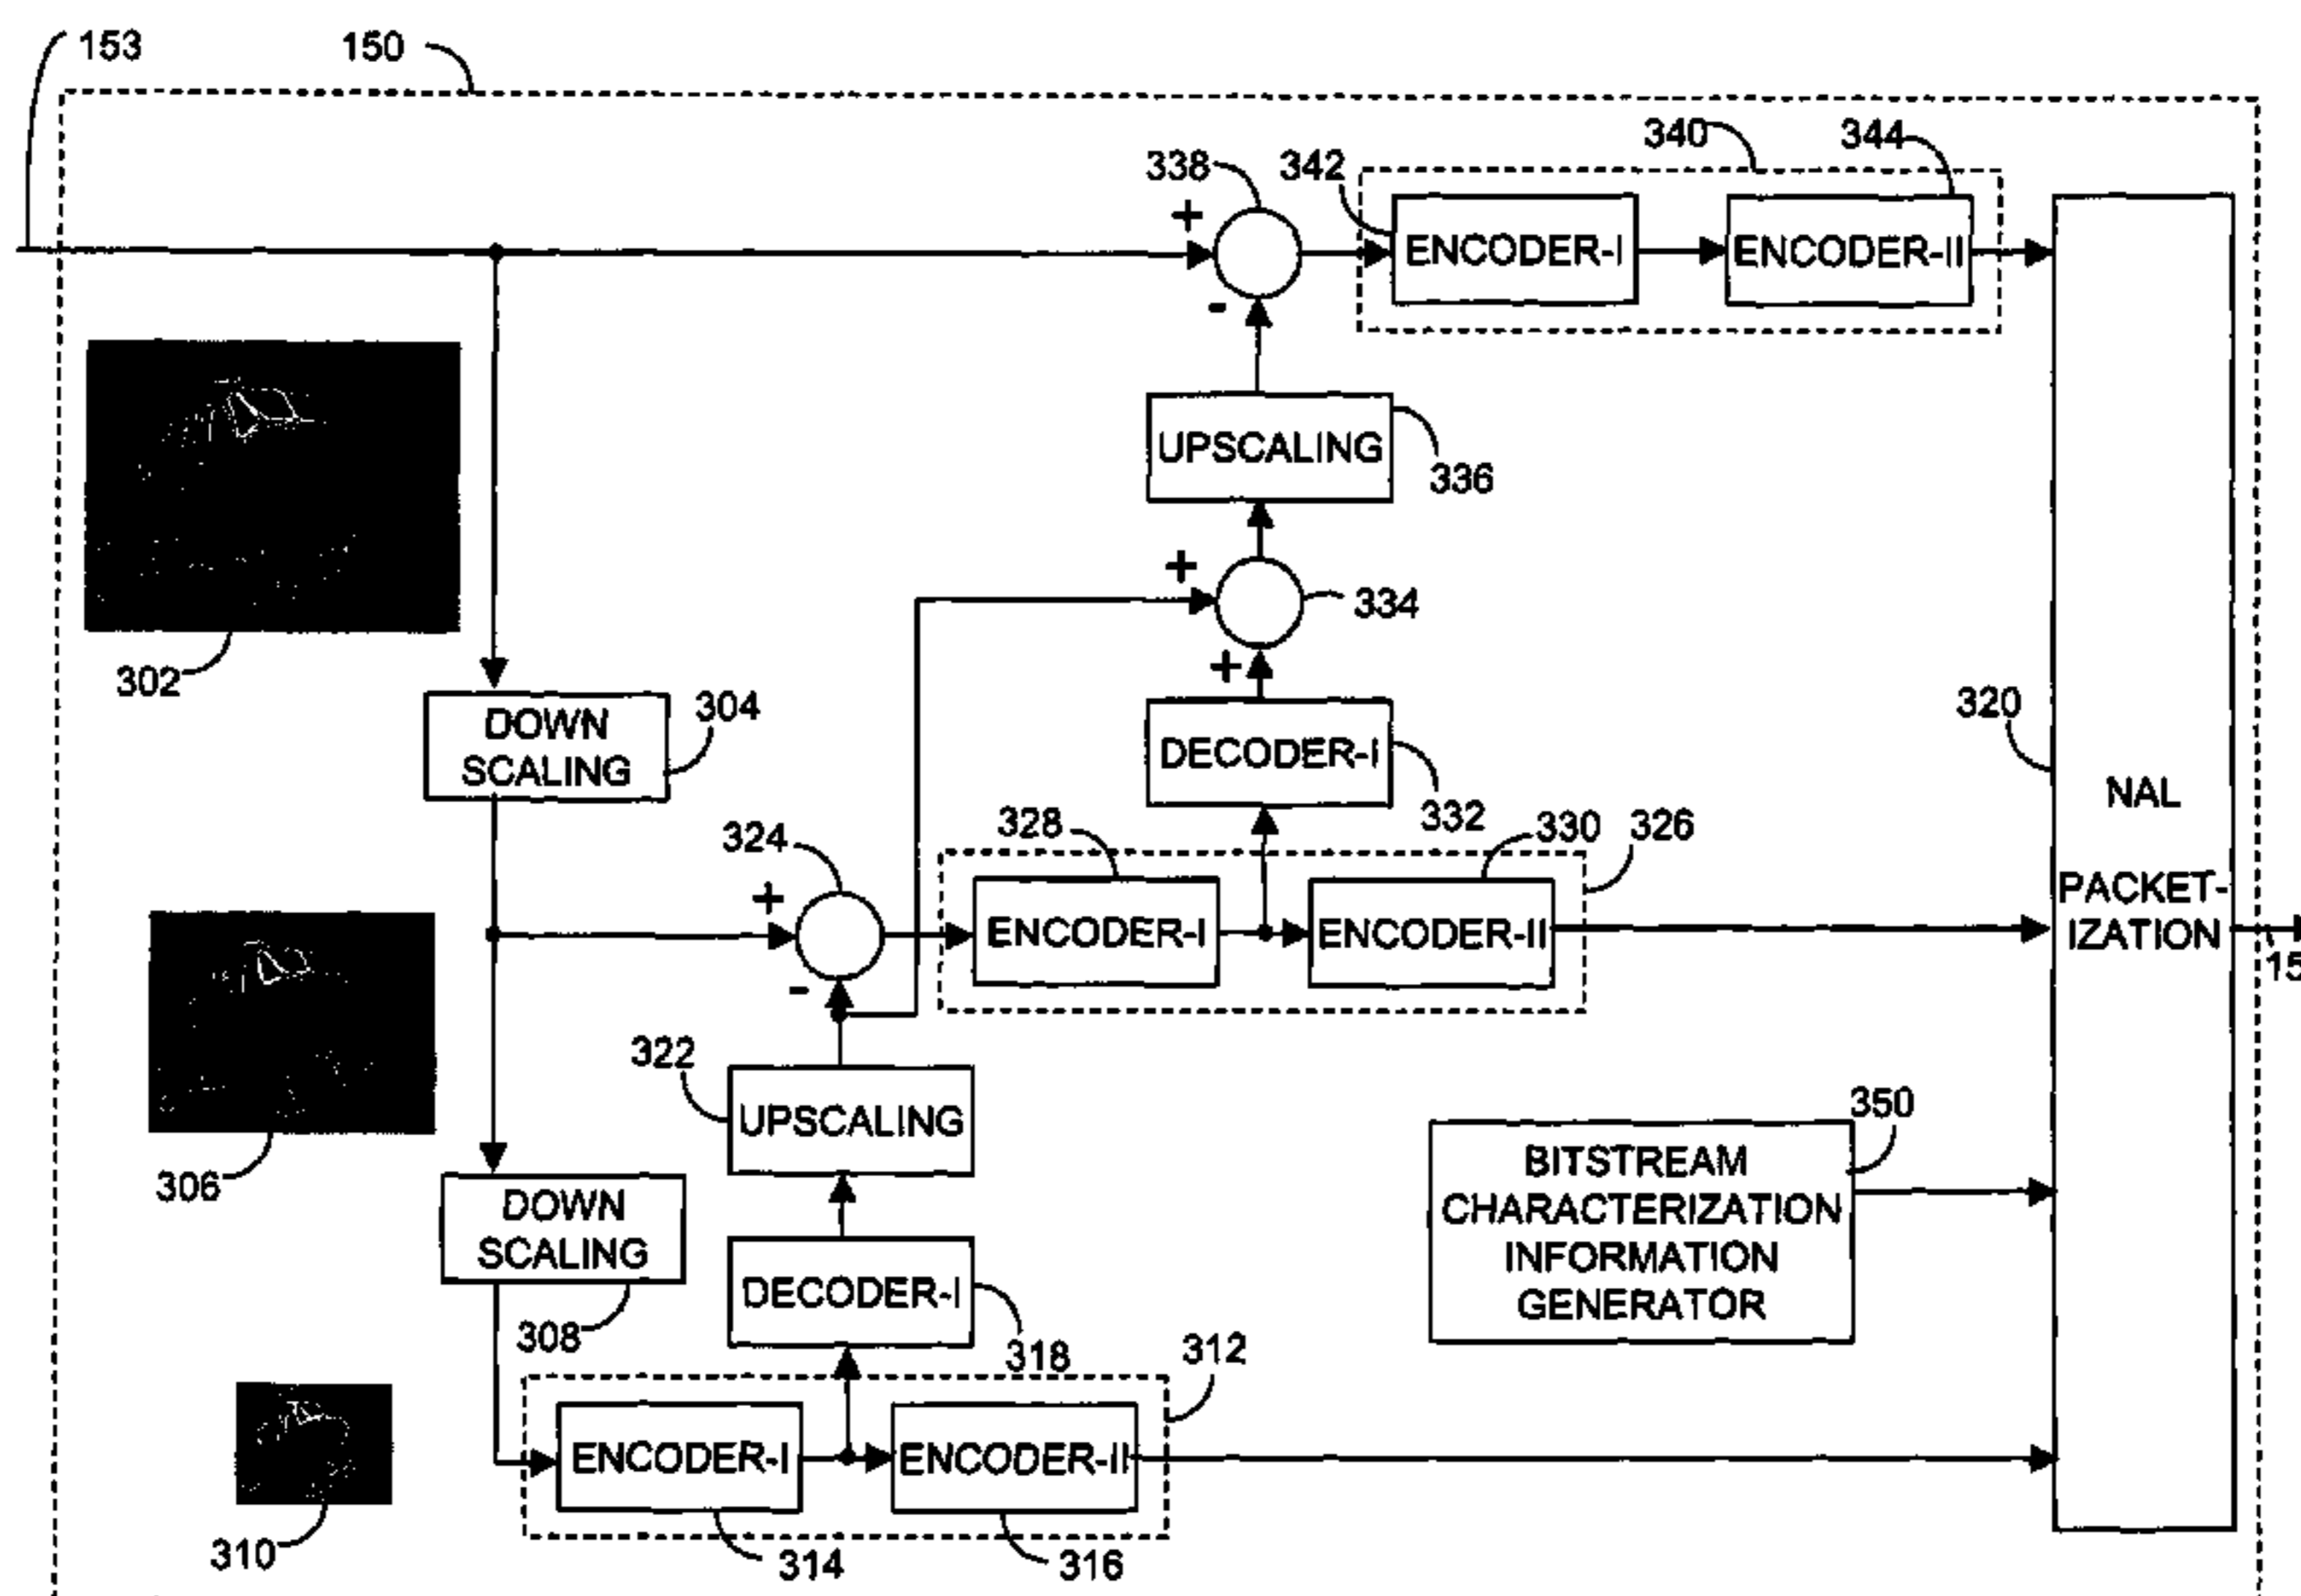 153
150
340
344
338
342
+
ENCODER-I
ENCODER-II
-
UPSCALING
336
+
334
302
+
304
DOWN
SCALING
DECODER-I
320
NAL
332
324
328
330
326
PACKET-
IZATION
+
ENCODER-I
ENCODER-II
-
322
UPSCALING
350
306
BITSTREAM
CHARACTERIZATION
INFORMATION
GENERATOR
DOWN
SCALING
DECODER-I
308
318
312
ENCODER-I
ENCODER-II
310
314
316